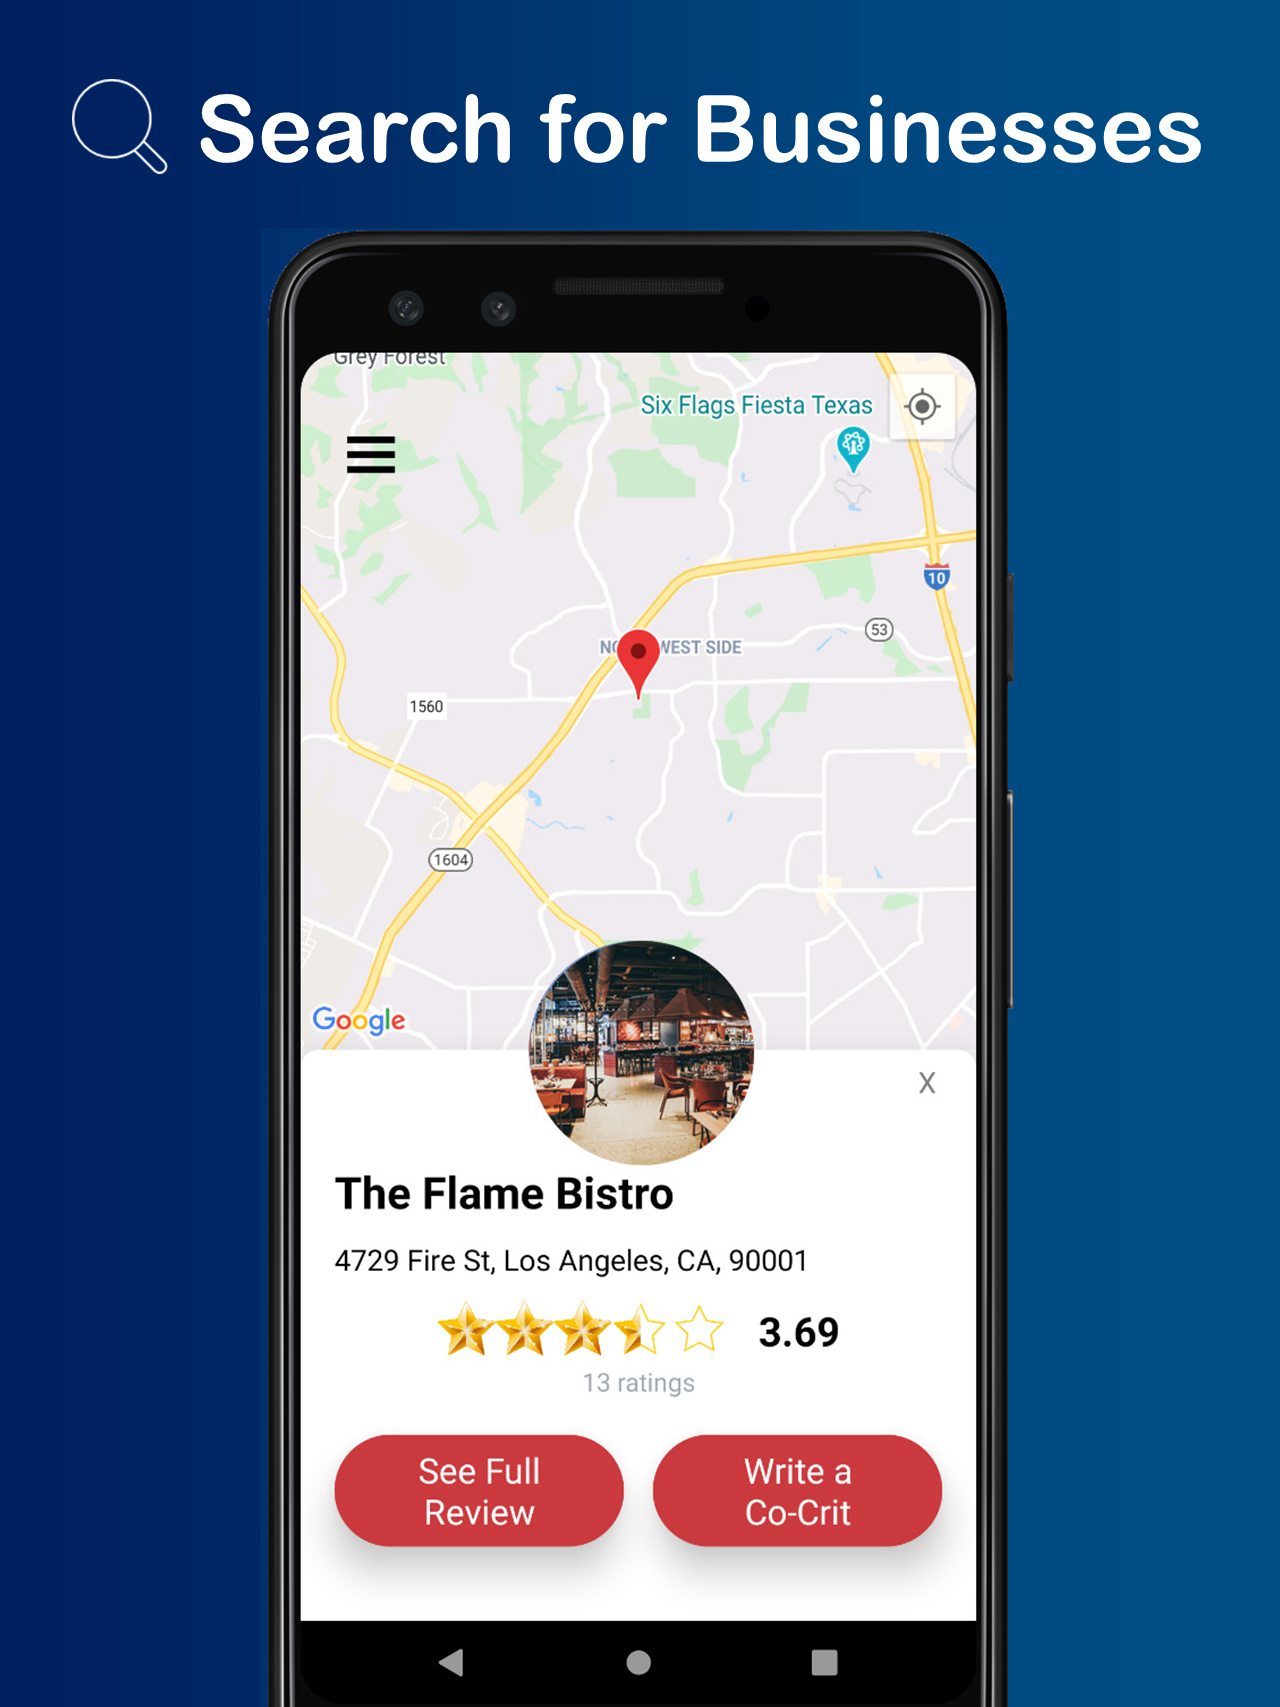 Search for Businesses
Grey Forest
Six Flags Fiesta Texas
10
53
WEST SIDE
1560
1604
Google
X
The Flame Bistro
4729 Fire St, Los Angeles, CA, 90001
3.69
13 ratings
See Full
Review
Write a
Co-Crit